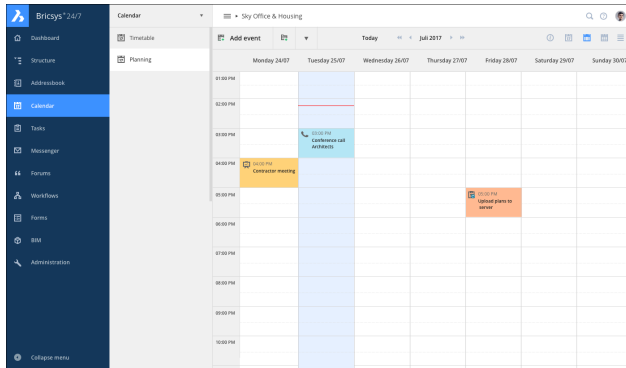 Bricsys®24/7
Calendar
Sky Office & Housing
Dashboard
Structure
Addressbook
Calendar
Tasks
Messanger
Forums
Workflows
Forms
BIM
Administration
Collapse menu
Timetable
Planning
Add event
Today
Juli 2017
Monday 24/07 Tuesday 25/07 Wednesday 26/07 Thursday 27/07 Friday 28/07 Saturday 29/07 Sunday 30/07
01:00 PM
02:00 PM
03:00 PM
03:00 PM
Conference call
Architects
04:00 PM
04:00 PM
Contractor meeting
05:00 PM
05:00 PM
Upload plans to
server
06:00 PM
07:00 PM
08:00 PM
09:00 PM
10:00 PM